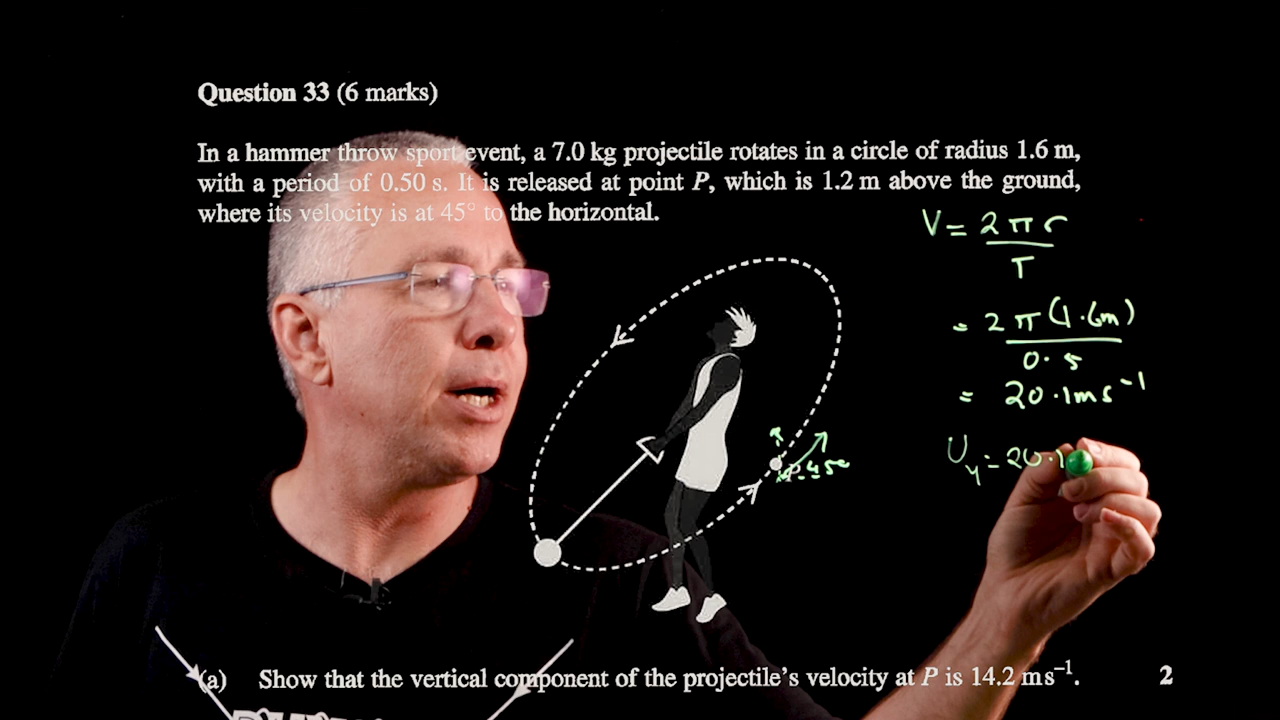 Question 33 (6 marks)
In a hammer throw sport event, a 7.0 kg projectile rotates in a circle of radius 1.6 m,
with a period of 0.50 s. It is released at point P, which is 1.2 m above the ground,
where its velocity is at 45° to the horizontal.
V = 2πr
T
= 2π(1.6m)
0.5
= 20.1ms⁻¹
45°
Uy = 20.1
(a) Show that the vertical component of the projectile's velocity at P is 14.2 m s⁻¹. 2